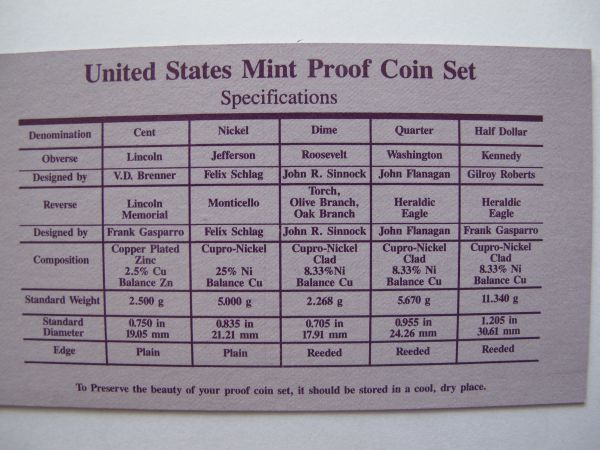 United States Mint Proof Coin Set
Specifications
Denomination Cent Nickel Dime Quarter Half Dollar
Obverse Lincoln Jefferson Roosevelt Washington Kennedy
Designed by V.D. Brenner Felix Schlag John R. Sinnock John Flanagan Gilroy Roberts
Reverse Lincoln Memorial Monticello Torch, Olive Branch, Oak Branch Heraldic Eagle Heraldic Eagle
Designed by Frank Gasparro Felix Schlag John R. Sinnock John Flanagan Frank Gasparro
Composition Copper Plated Zinc 2.5% Cu Balance Zn Cupro-Nickel 25% Ni Balance Cu Cupro-Nickel Clad 8.33%Ni Balance Cu Cupro-Nickel Clad 8.33% Ni Balance Cu Cupro-Nickel Clad 8.33% Ni Balance Cu
Standard Weight 2.500 g 5.000 g 2.268 g 5.670 g 11.340 g
Standard Diameter 0.750 in 19.05 mm 0.835 in 21.21 mm 0.705 in 17.91 mm 0.955 in 24.26 mm 1.205 in 30.61 mm
Edge Plain Plain Reeded Reeded Reeded
To Preserve the beauty of your proof coin set, it should be stored in a cool, dry place.